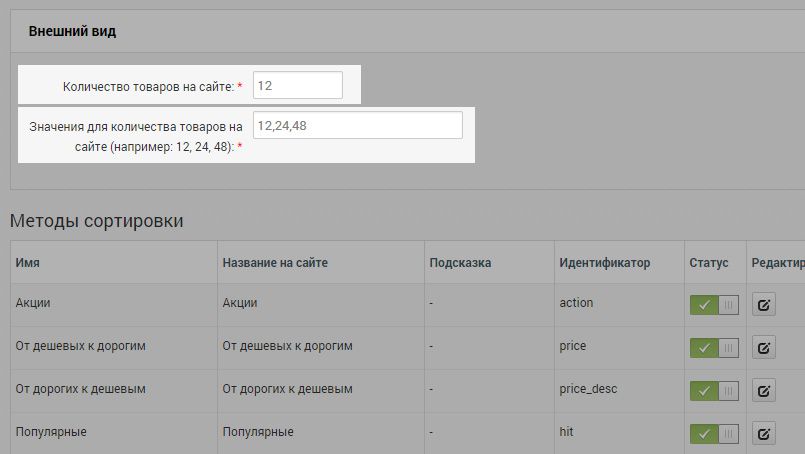 Внешний вид
Количество товаров на сайте: * 12
Значения для количества товаров на 12,24,48
сайте (например: 12, 24, 48): *
Методы сортировки
Имя Название на сайте Подсказка Идентификатор Статус Редактир
Акции Акции - action
От дешевых к дорогим От дешевых к дорогим - price
От дорогих к дешевым От дорогих к дешевым - price_desc
Популярные Популярные - hit